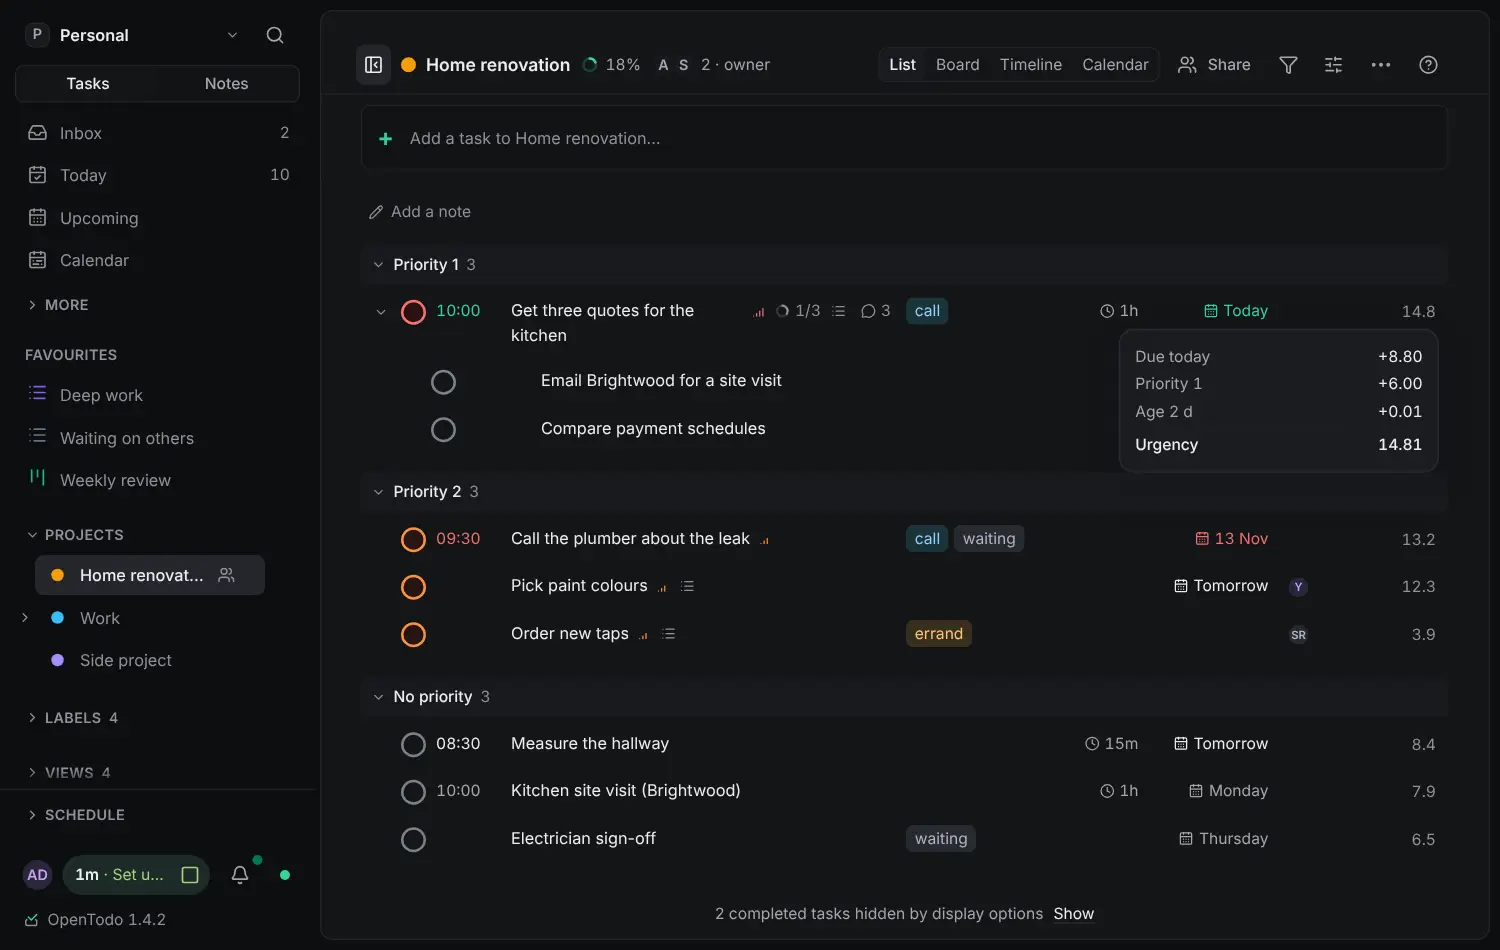 P Personal
Tasks Notes
Inbox 2
Today 10
Upcoming
Calendar
MORE
FAVOURITES
Deep work
Waiting on others
Weekly review
PROJECTS
Home renovat...
Work
Side project
LABELS 4
VIEWS 4
SCHEDULE
AD 1m · Set u...
OpenTodo 1.4.2
Home renovation 18% A S 2 · owner List Board Timeline Calendar Share
Add a task to Home renovation...
Add a note
Priority 1 3
10:00 Get three quotes for the 1/3 3 call 1h Today 14.8
kitchen
Email Brightwood for a site visit
Compare payment schedules
Due today +8.80
Priority 1 +6.00
Age 2 d +0.01
Urgency 14.81
Priority 2 3
09:30 Call the plumber about the leak call waiting 13 Nov 13.2
Pick paint colours Tomorrow Y 12.3
Order new taps errand SR 3.9
No priority 3
08:30 Measure the hallway 15m Tomorrow 8.4
10:00 Kitchen site visit (Brightwood) 1h Monday 7.9
Electrician sign-off waiting Thursday 6.5
2 completed tasks hidden by display options Show